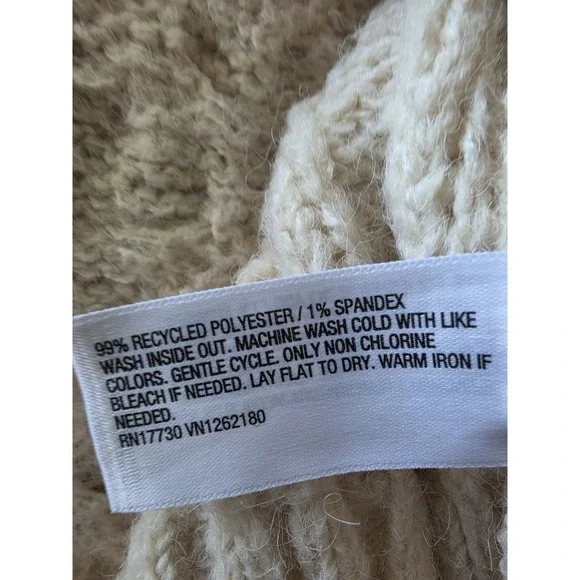 99% RECYCLED POLYESTER / 1% SPANDEX
WASH INSIDE OUT. MACHINE WASH COLD WITH LIKE
COLORS. GENTLE CYCLE. ONLY NON CHLORINE
BLEACH IF NEEDED. LAY FLAT TO DRY. WARM IRON IF
NEEDED.
RN17730 VN1262180